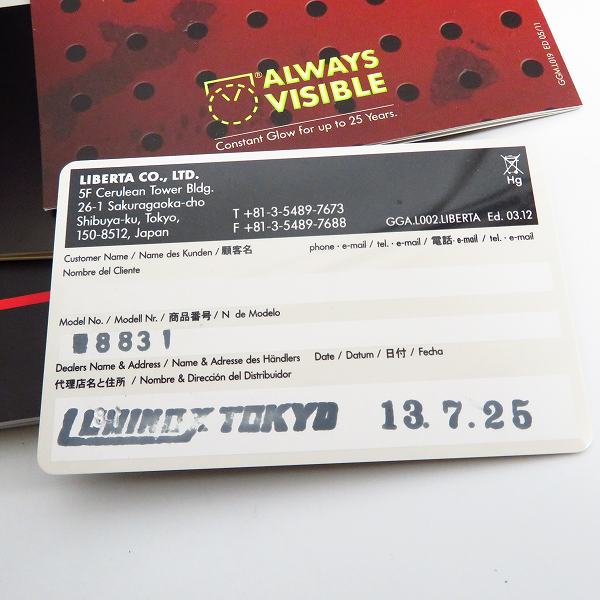 ® ALWAYS
VISIBLE
Constant Glow for up to 25 Years.
GGM.L019 ED.05/11
LIBERTA CO., LTD.
5F Cerulean Tower Bldg.
26-1 Sakuragaoka-cho
Shibuya-ku, Tokyo,
150-8512, Japan
T +81-3-5489-7673
F +81-3-5489-7688
Hg
GGA.L002.LIBERTA Ed. 03.12
Customer Name / Name des Kunden / 顧客名
Nombre del Cliente
phone · e-mail / tel. · e-mail / 電話· e-mail / tel. · e-mail
Model No. / Modell Nr. / 商品番号 / N de Modelo
8831
Dealers Name & Address / Name & Adresse des Händlers
代理店名と住所 / Nombre & Dirección del Distribuidor
Date / Datum / 日付 / Fecha
LUMINOX TOKYO
13.7.25